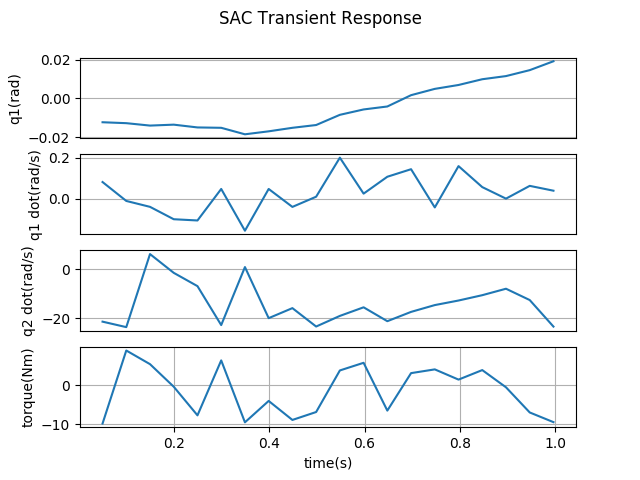 SAC Transient Response
q1(rad)
0.02
0.00
−0.02
q1 dot(rad/s)
0.2
0.0
q2 dot(rad/s)
0
−20
torque(Nm)
0
−10
0.2 0.4 0.6 0.8 1.0
time(s)